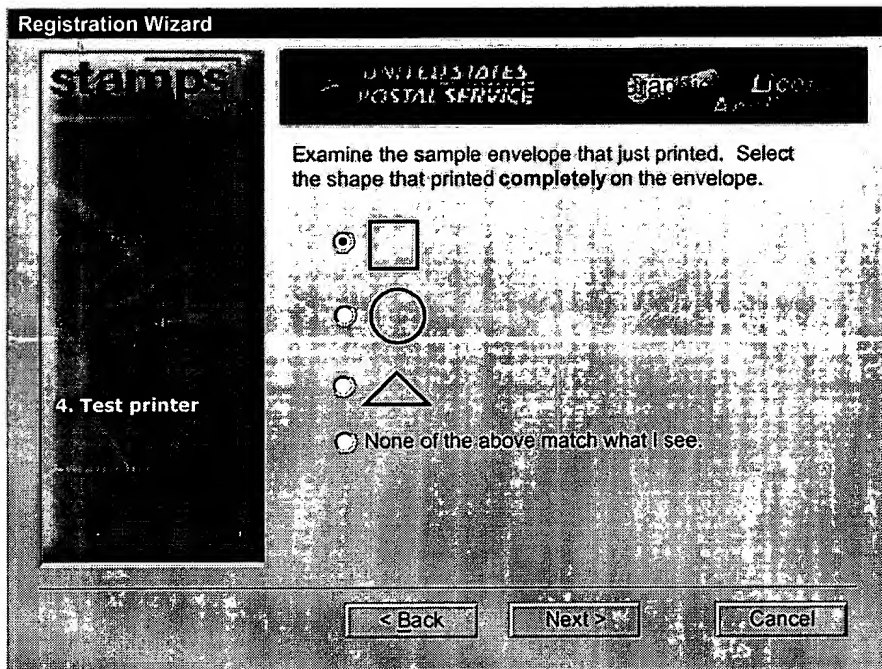 Registration Wizard
stamps
UNITED STATES
POSTAL SERVICE
Examine the sample envelope that just printed. Select
the shape that printed completely on the envelope.
4. Test printer
None of the above match what I see.
< Back
Next >
Cancel